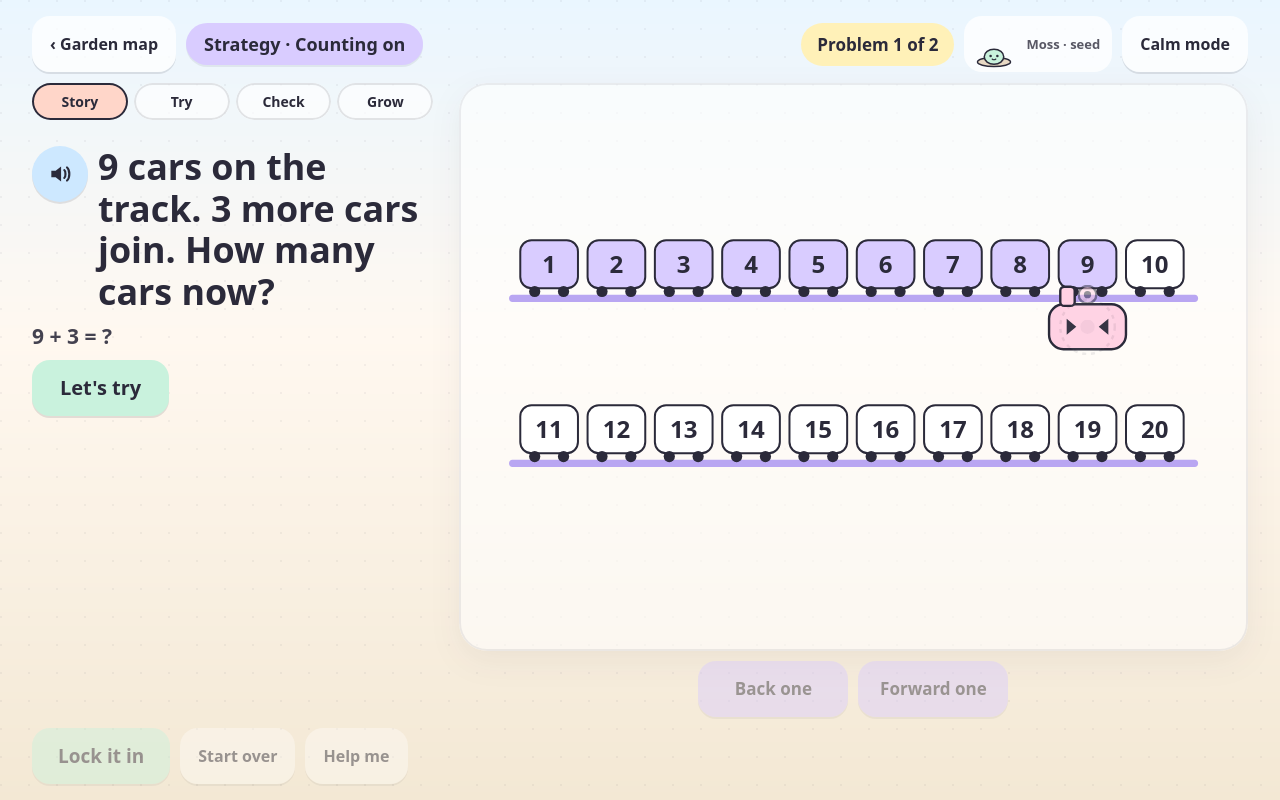 ‹ Garden map
Strategy · Counting on
Problem 1 of 2
Moss · seed
Calm mode
Story
Try
Check
Grow
9 cars on the
track. 3 more cars
join. How many
cars now?
9 + 3 = ?
Let's try
1 2 3 4 5 6 7 8 9 10
11 12 13 14 15 16 17 18 19 20
Back one
Forward one
Lock it in
Start over
Help me